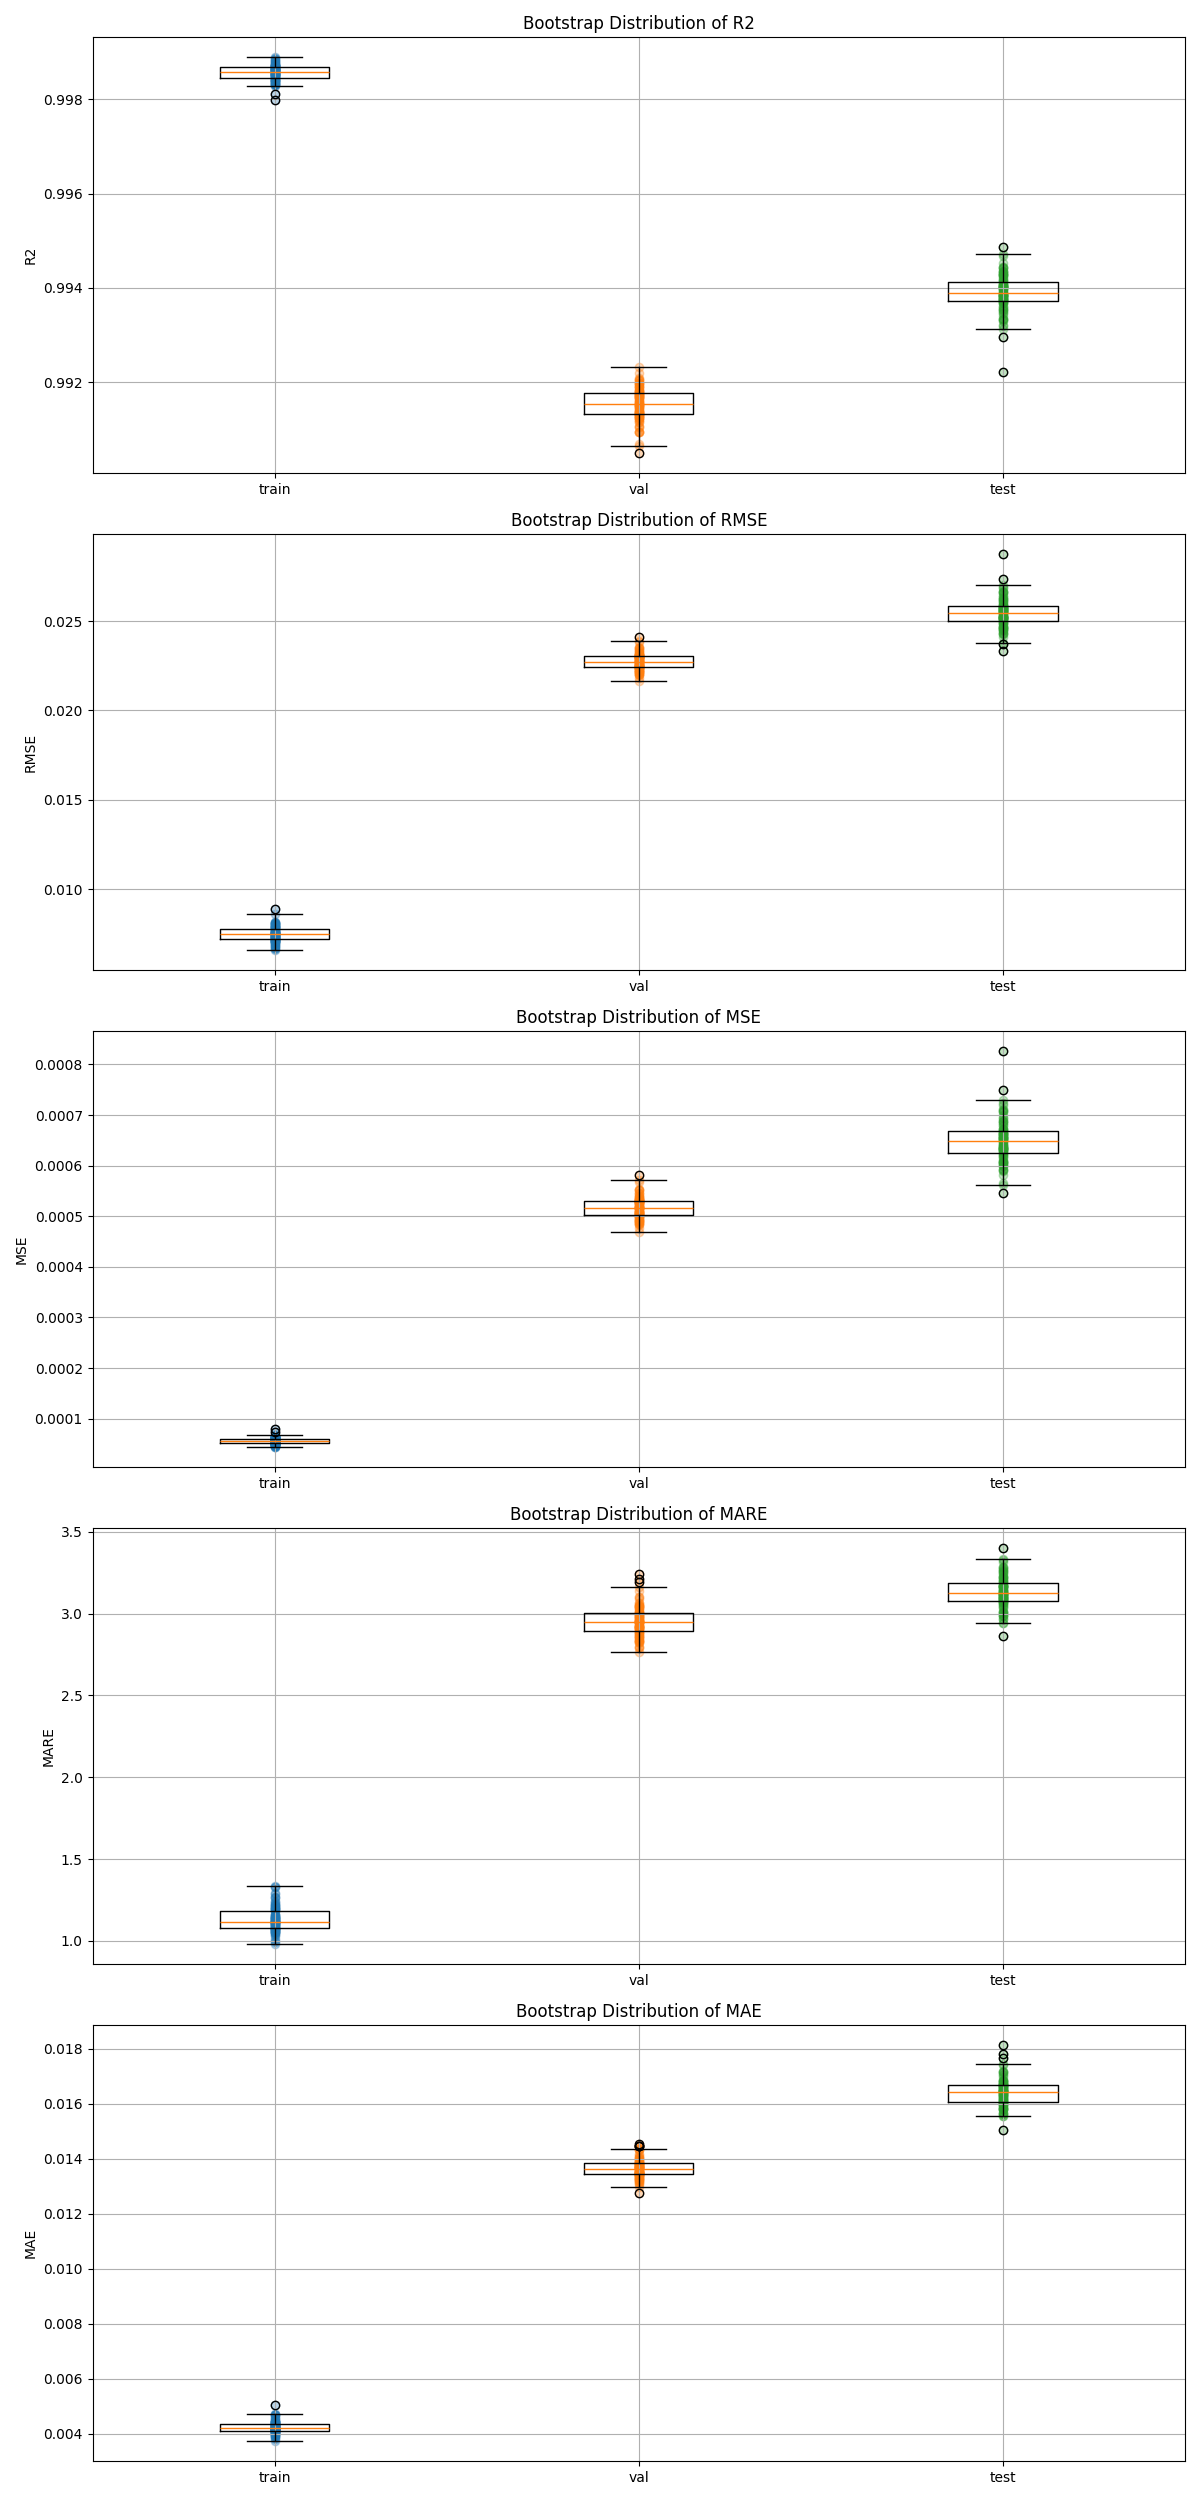 Bootstrap Distribution of R2
0.998
0.996
0.994
0.992
R2
train val test
Bootstrap Distribution of RMSE
0.025
0.020
0.015
0.010
RMSE
train val test
Bootstrap Distribution of MSE
0.0008
0.0007
0.0006
0.0005
0.0004
0.0003
0.0002
0.0001
MSE
train val test
Bootstrap Distribution of MARE
3.5
3.0
2.5
2.0
1.5
1.0
MARE
train val test
Bootstrap Distribution of MAE
0.018
0.016
0.014
0.012
0.010
0.008
0.006
0.004
MAE
train val test